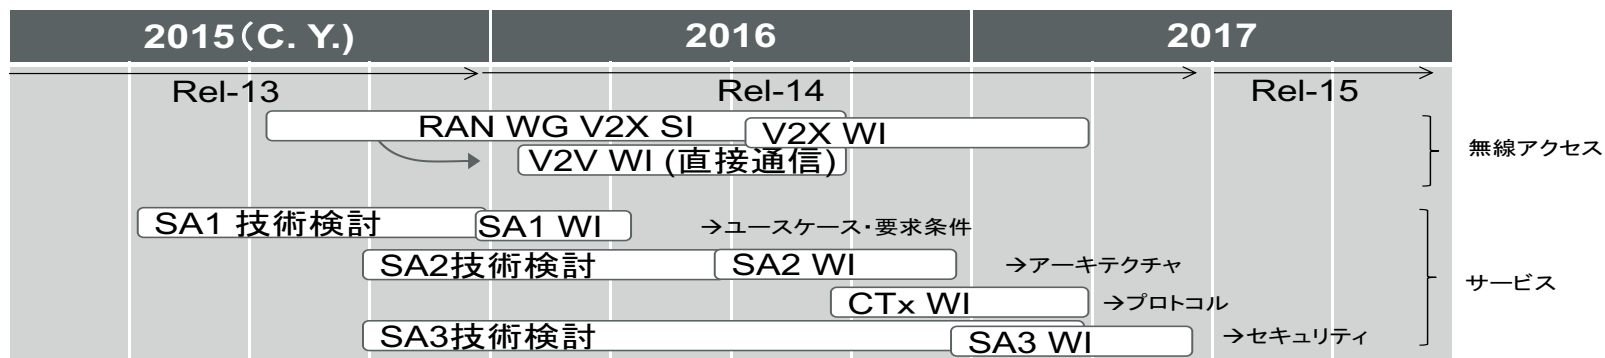 2015（C. Y.)
2016
2017
Rel-13
Rel-14
Rel-15
RAN WG V2X SI
V2X WI
V2V WI (直接通信)
無線アクセス
SA1 技術検討
SA1 WI
→ユースケース・要求条件
SA2技術検討
SA2 WI
→アーキテクチャ
サービス
CTx WI
→プロトコル
SA3技術検討
SA3 WI
→セキュリティ